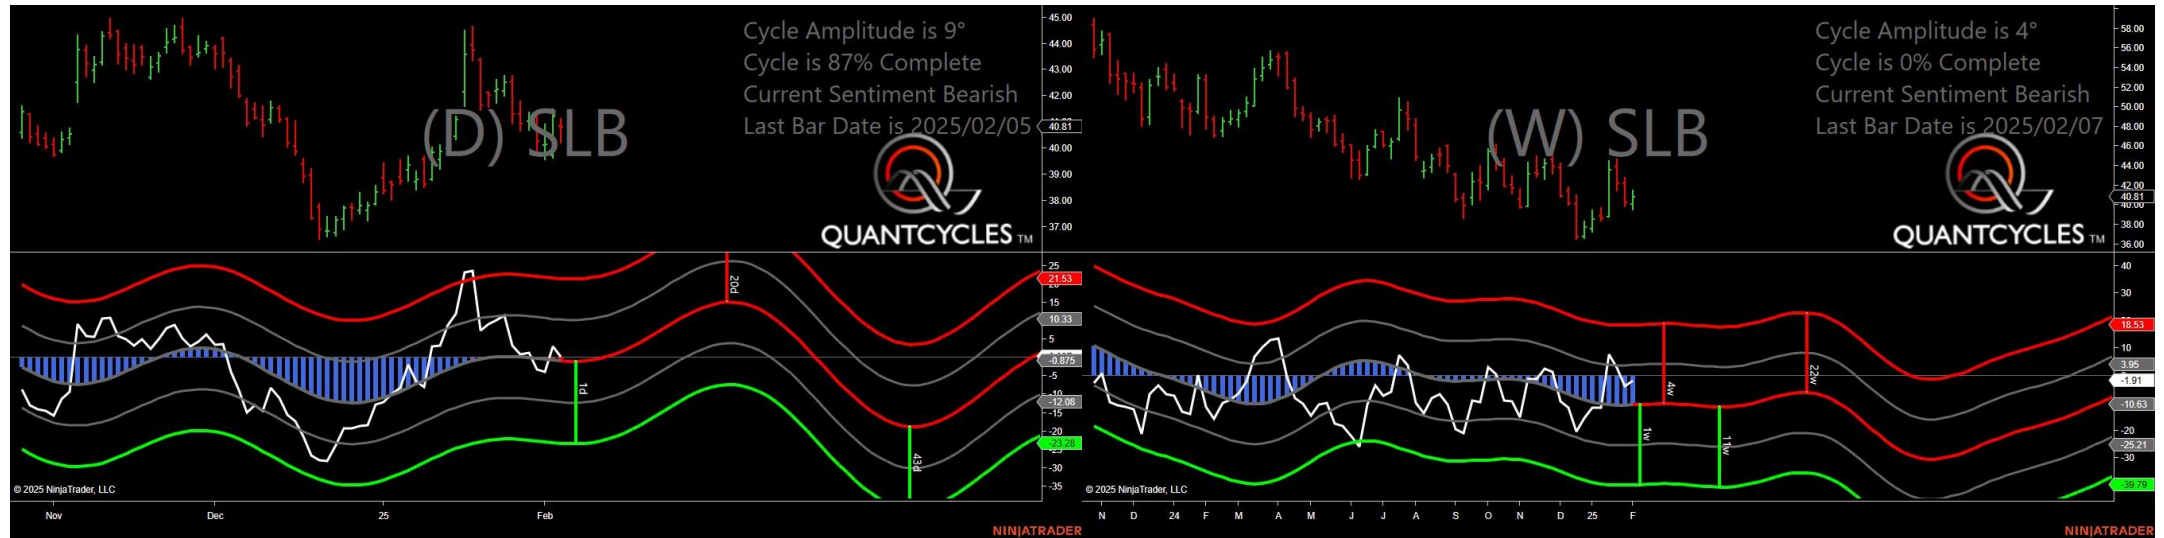 Cycle Amplitude is 9°
Cycle is 87% Complete
Current Sentiment Bearish
Last Bar Date is 2025/02/05
(D) SLB
QUANTCYCLES TM
45.00
44.00
43.00
42.00
40.81
40.00
39.00
38.00
37.00
25
21.53
15
10.33
5
-0.875
-5
-12.08
-15
-20
-23.28
-30
-35
20d
1d
43d
© 2025 NinjaTrader, LLC
Nov Dec 25 Feb
NINJATRADER
Cycle Amplitude is 4°
Cycle is 0% Complete
Current Sentiment Bearish
Last Bar Date is 2025/02/07
(W) SLB
QUANTCYCLES TM
58.00
56.00
54.00
52.00
50.00
48.00
46.00
44.00
42.00
40.81
40.00
38.00
36.00
40
30
18.53
10
3.95
-1.91
-10.63
-20
-25.21
-30
-39.79
4w
22w
1w
11w
© 2025 NinjaTrader, LLC
N D 24 F M A M J J A S O N D 25 F
NINJATRADER